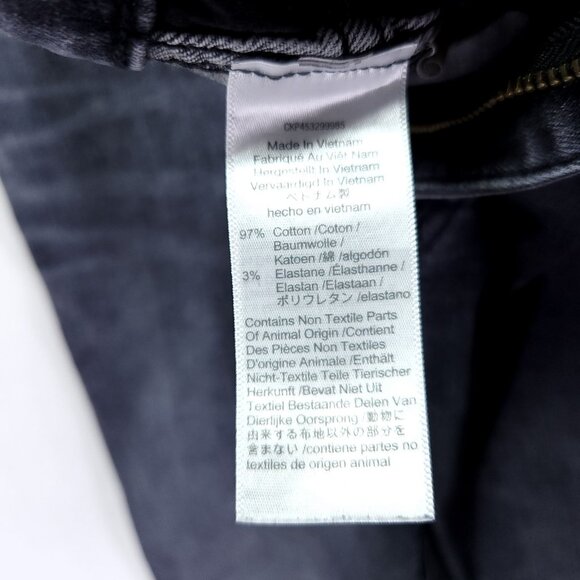 CKP453299985
Made In Vietnam
Fabriqué Au Viêt Nam
Hergestellt In Vietnam
Vervaardigd In Vietnam
ベトナム製
hecho en vietnam
97% Cotton /Coton /
Baumwolle /
Katoen /綿 /algodón
3% Elastane /Élasthanne /
Elastan /Elastaan /
ポリウレタン /elastano
Contains Non Textile Parts
Of Animal Origin /Contient
Des Pièces Non Textiles
D'origine Animale /Enthält
Nicht-Textile Teile Tierischer
Herkunft /Bevat Niet Uit
Textiel Bestaande Delen Van
Dierlijke Oorsprong /動物に
由来する布地以外の部分を
含まない /contiene partes no
textiles de origen animal